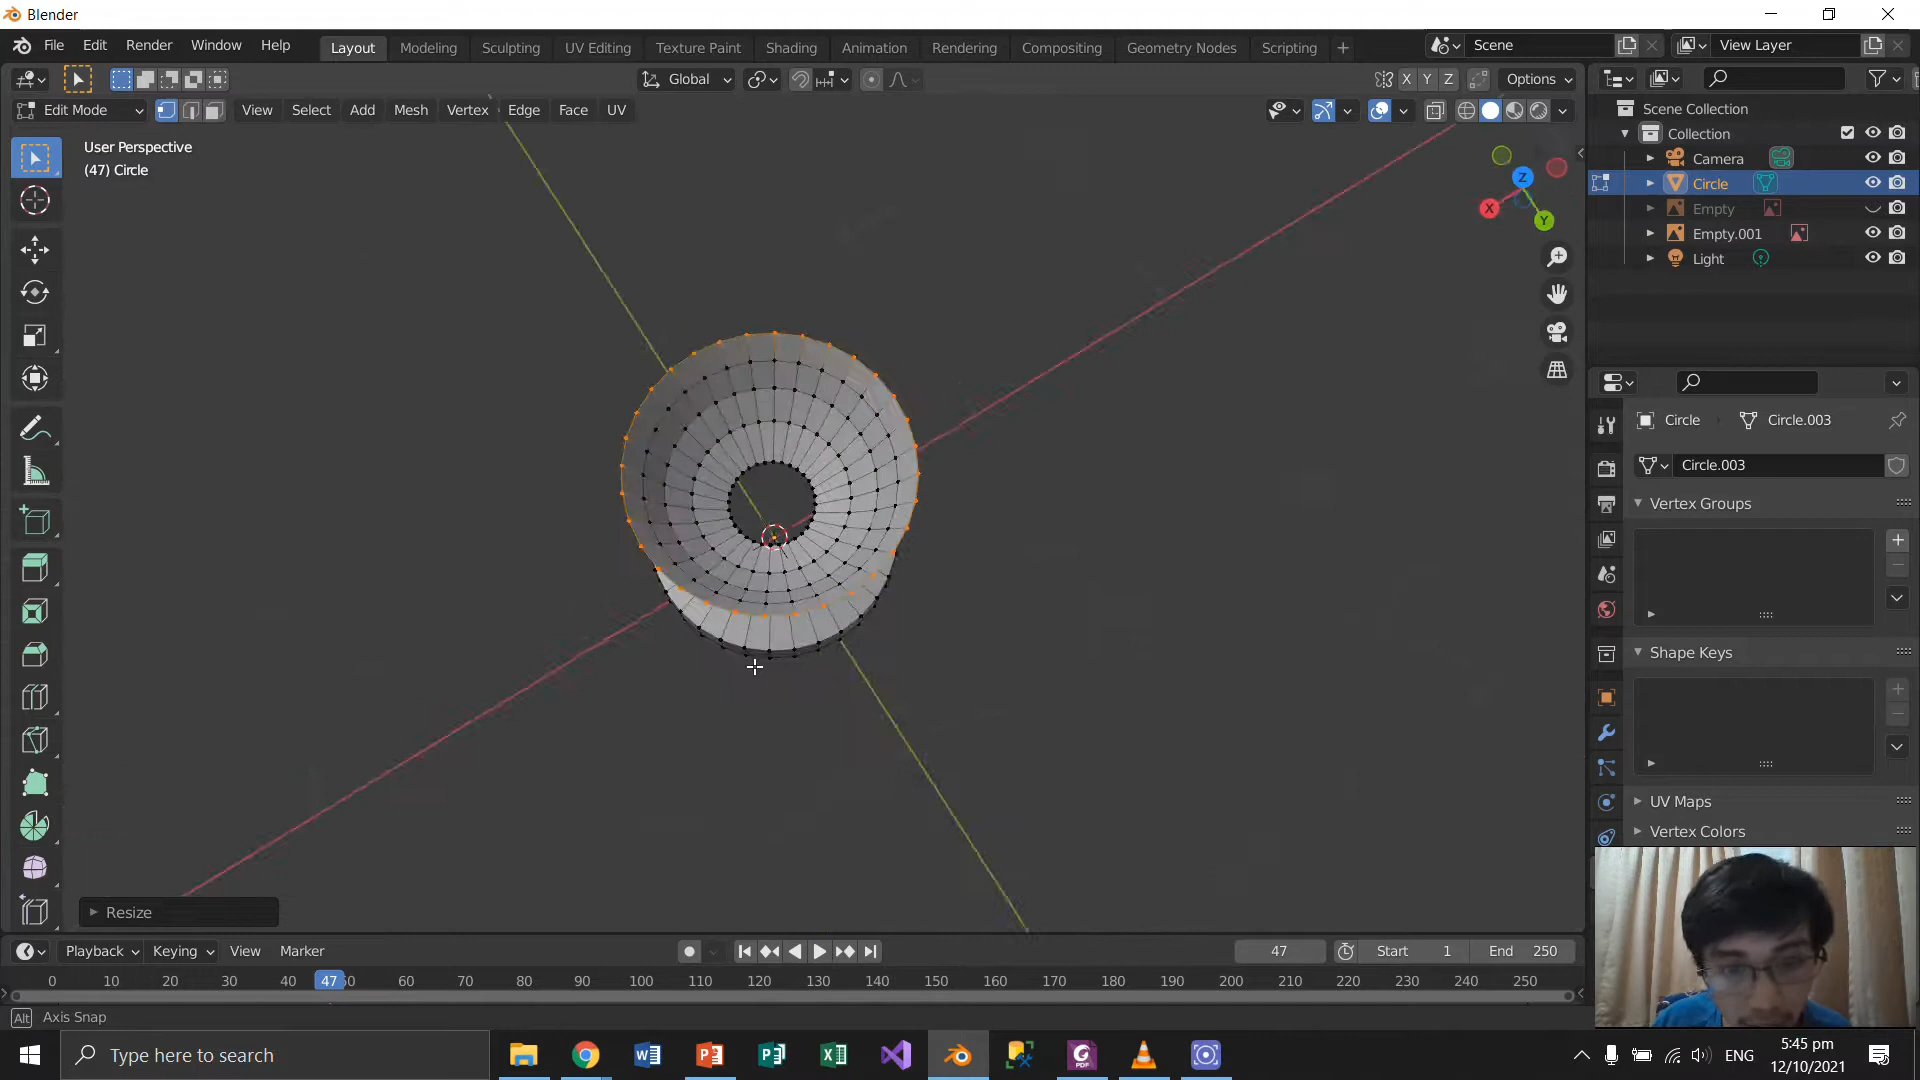 Blender
File Edit Render Window Help
Layout Modeling Sculpting UV Editing Texture Paint Shading Animation Rendering Compositing Geometry Nodes Scripting +
Scene
View Layer
Global
X Y Z
Options
Edit Mode
View Select Add Mesh Vertex Edge Face UV
User Perspective
(47) Circle
Z
X
Y
Scene Collection
Collection
Camera
Circle
Empty
Empty.001
Light
Circle
Circle.003
Circle.003
Vertex Groups
Shape Keys
UV Maps
Vertex Colors
Resize
Playback Keying View Marker
47
Start 1
End 250
0 10 20 30 40 47 50 60 70 80 90 100 110 120 130 140 150 160 170 180 190 200 210 220 230 240 250
Alt Axis Snap
Type here to search
ENG
5:45 pm
12/10/2021